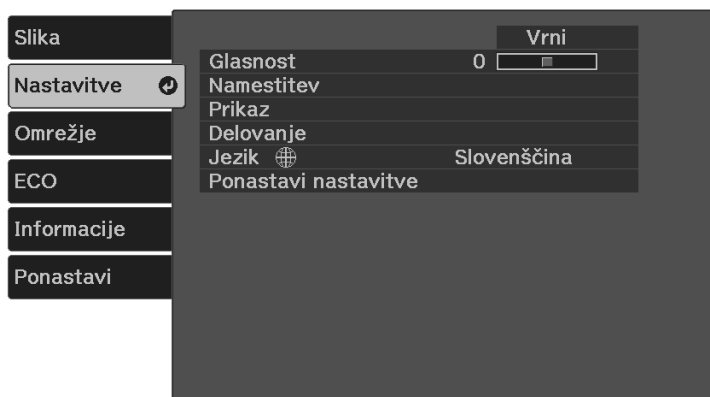 Slika
Nastavitve
Omrežje
ECO
Informacije
Ponastavi
Vrni
Glasnost 0
Namestitev
Prikaz
Delovanje
Jezik Slovenščina
Ponastavi nastavitve